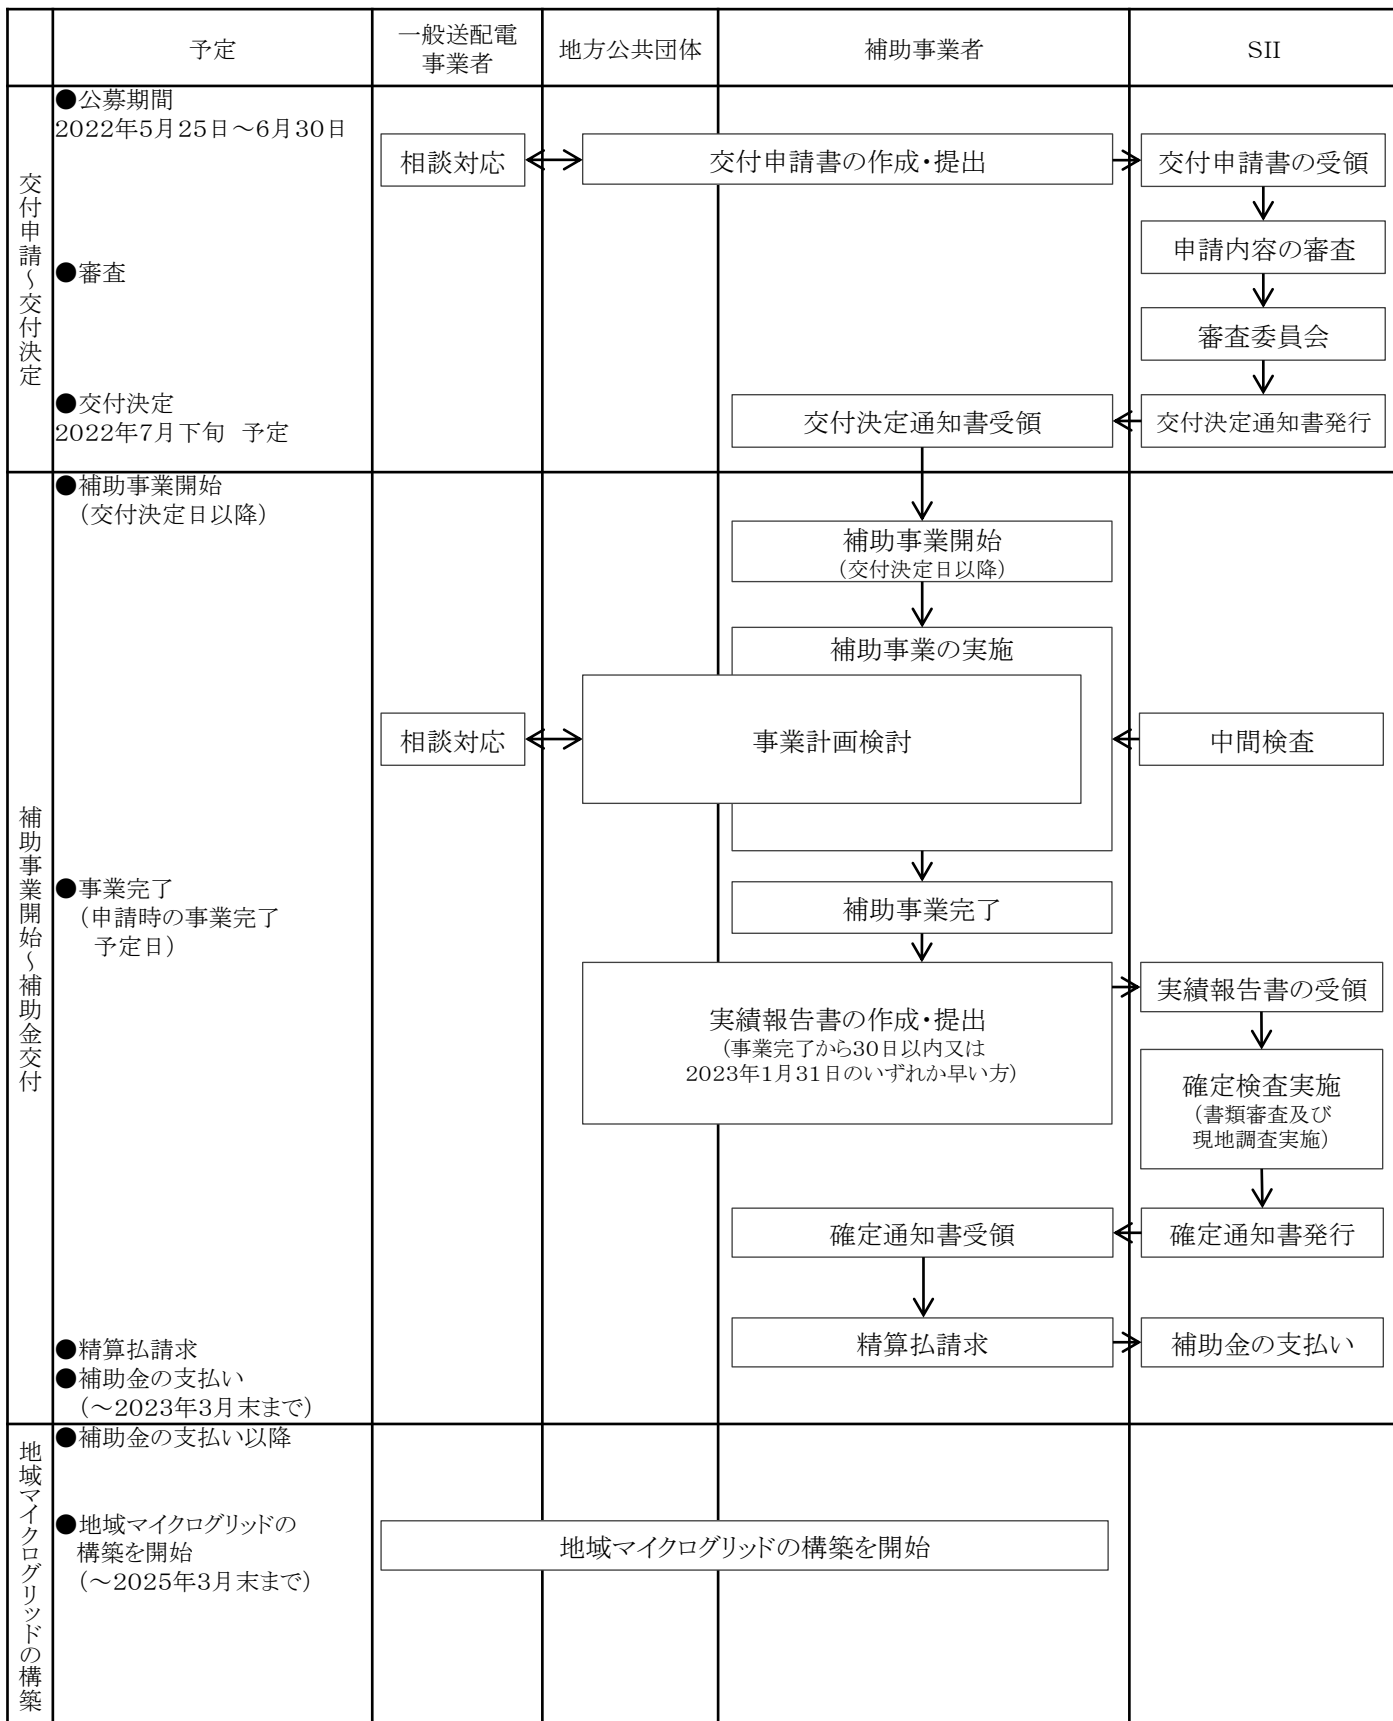 予定
一般送配電
事業者
地方公共団体
補助事業者
SII
交付申請～交付決定
●公募期間
2022年5月25日～6月30日
相談対応
交付申請書の作成・提出
交付申請書の受領
申請内容の審査
●審査
審査委員会
●交付決定
2022年7月下旬 予定
交付決定通知書受領
交付決定通知書発行
補助事業開始～補助金交付
●補助事業開始
（交付決定日以降）
補助事業開始
（交付決定日以降）
補助事業の実施
相談対応
事業計画検討
中間検査
●事業完了
（申請時の事業完了
予定日）
補助事業完了
実績報告書の作成・提出
（事業完了から30日以内又は
2023年1月31日のいずれか早い方）
実績報告書の受領
確定検査実施
（書類審査及び
現地調査実施）
確定通知書受領
確定通知書発行
●精算払請求
●補助金の支払い
（～2023年3月末まで）
精算払請求
補助金の支払い
地域マイクログリッドの構築
●補助金の支払い以降
●地域マイクログリッドの
構築を開始
（～2025年3月末まで）
地域マイクログリッドの構築を開始